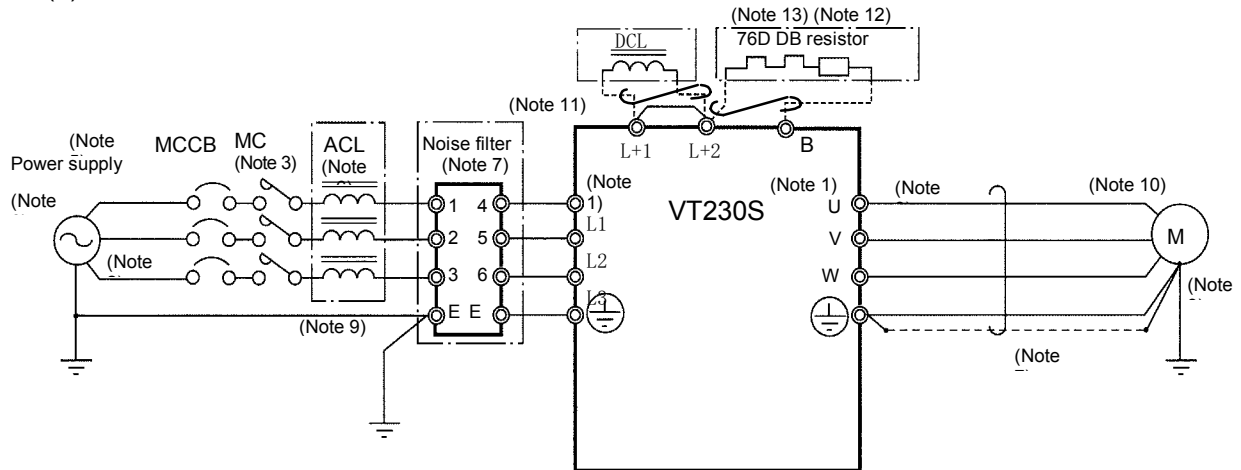 (Note 13) (Note 12)
DCL
76D DB resistor
(Note 11)
L+1
L+2
B
(Note
Power supply
(Note
MCCB
MC
(Note 3)
ACL
(Note
Noise filter
(Note 7)
1 4
2 5
3 6
E E
(Note
1)
L1
L2
L3
VT230S
(Note 1)
U
V
W
(Note
(Note 10)
M
(Note
(Note
(Note
(Note 9)